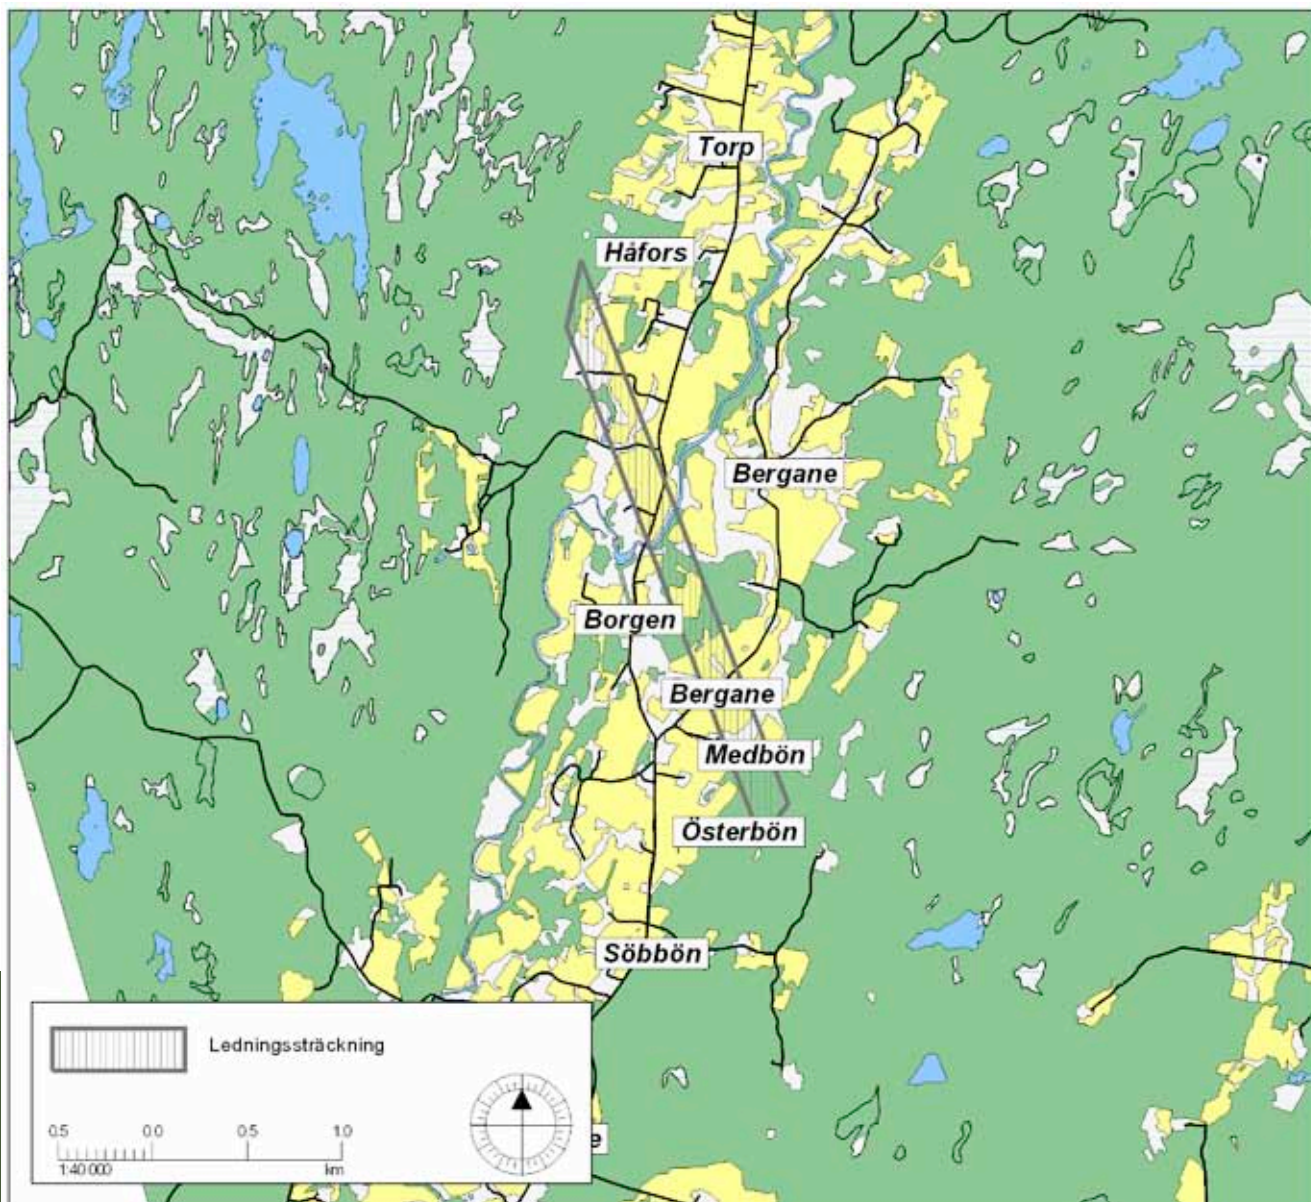 Torp
Håfors
Bergane
Borgen
Bergane
Medbön
Österbön
Söbbön
Ledningssträckning
0.5 0.0 0.5 1.0
1:40 000 km
e